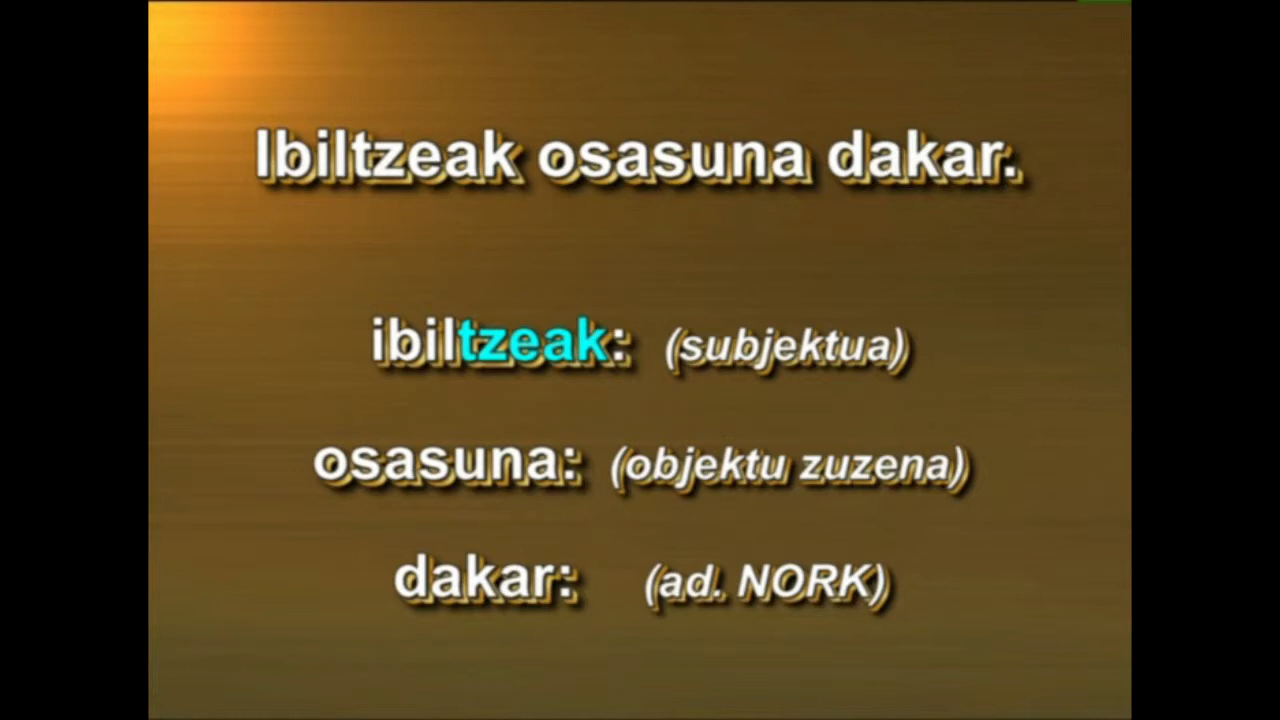 Ibiltzeak osasuna dakar.
ibiltzeak: (subjektua)
osasuna: (objektu zuzena)
dakar: (ad. NORK)